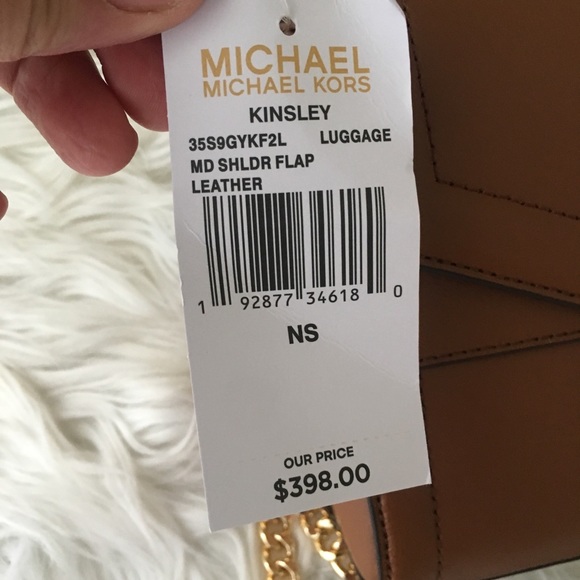 MICHAEL
MICHAEL KORS
KINSLEY
35S9GYKF2L LUGGAGE
MD SHLDR FLAP
LEATHER
1 92877 34618 0
NS
OUR PRICE
$398.00